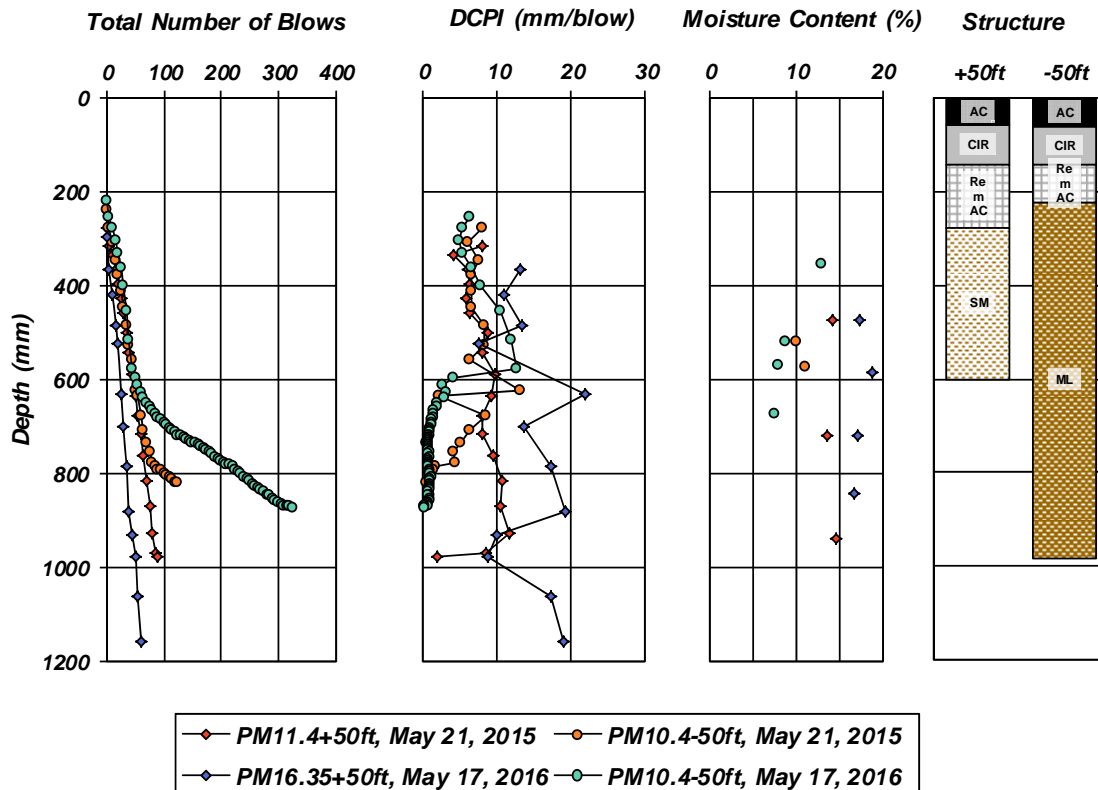 Total Number of Blows DCPI (mm/blow) Moisture Content (%) Structure
0 100 200 300 400 0 10 20 30 0 10 20 +50ft -50ft
0
200
400
600
800
1000
1200
Depth (mm)
AC AC
CIR CIR
Re
m
AC
Re
m
AC
SM
ML
PM11.4+50ft, May 21, 2015 PM10.4-50ft, May 21, 2015
PM16.35+50ft, May 17, 2016 PM10.4-50ft, May 17, 2016